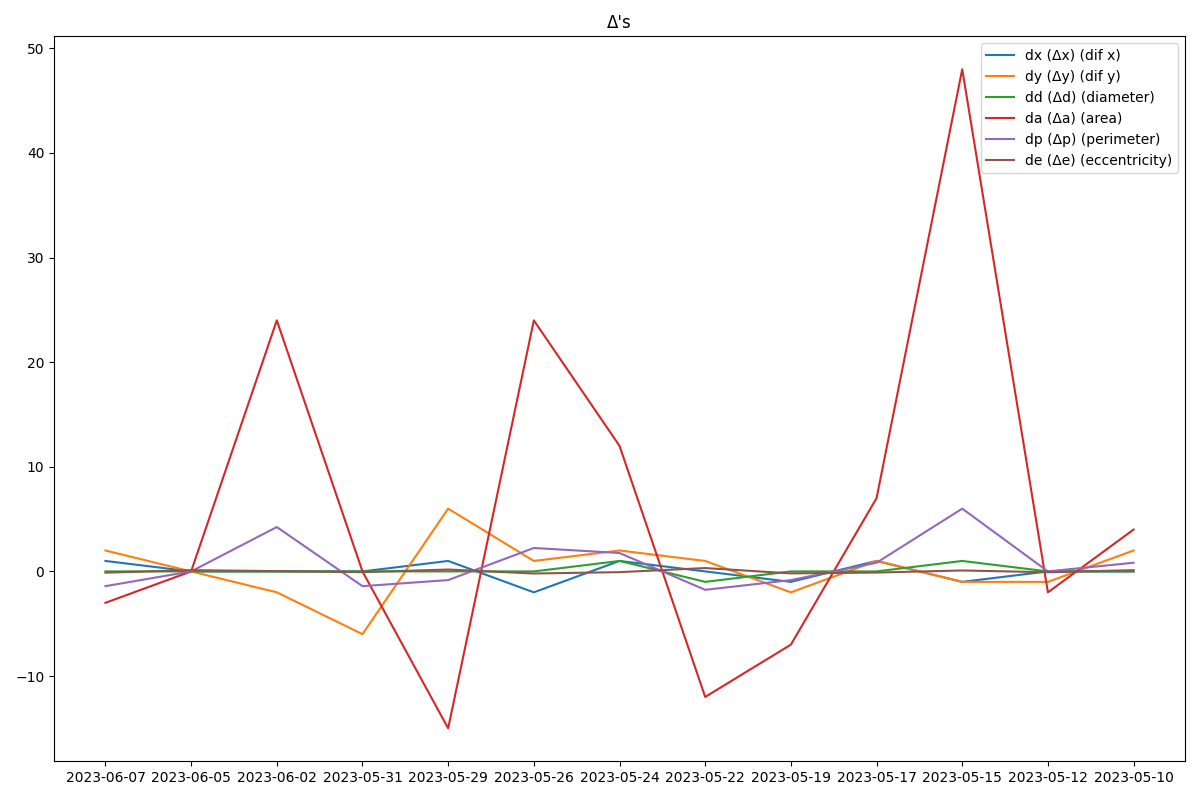 Δ's
50
40
30
20
10
0
−10
dx (Δx) (dif x)
dy (Δy) (dif y)
dd (Δd) (diameter)
da (Δa) (area)
dp (Δp) (perimeter)
de (Δe) (eccentricity)
2023-06-07 2023-06-05 2023-06-02 2023-05-31 2023-05-29 2023-05-26 2023-05-24 2023-05-22 2023-05-19 2023-05-17 2023-05-15 2023-05-12 2023-05-10